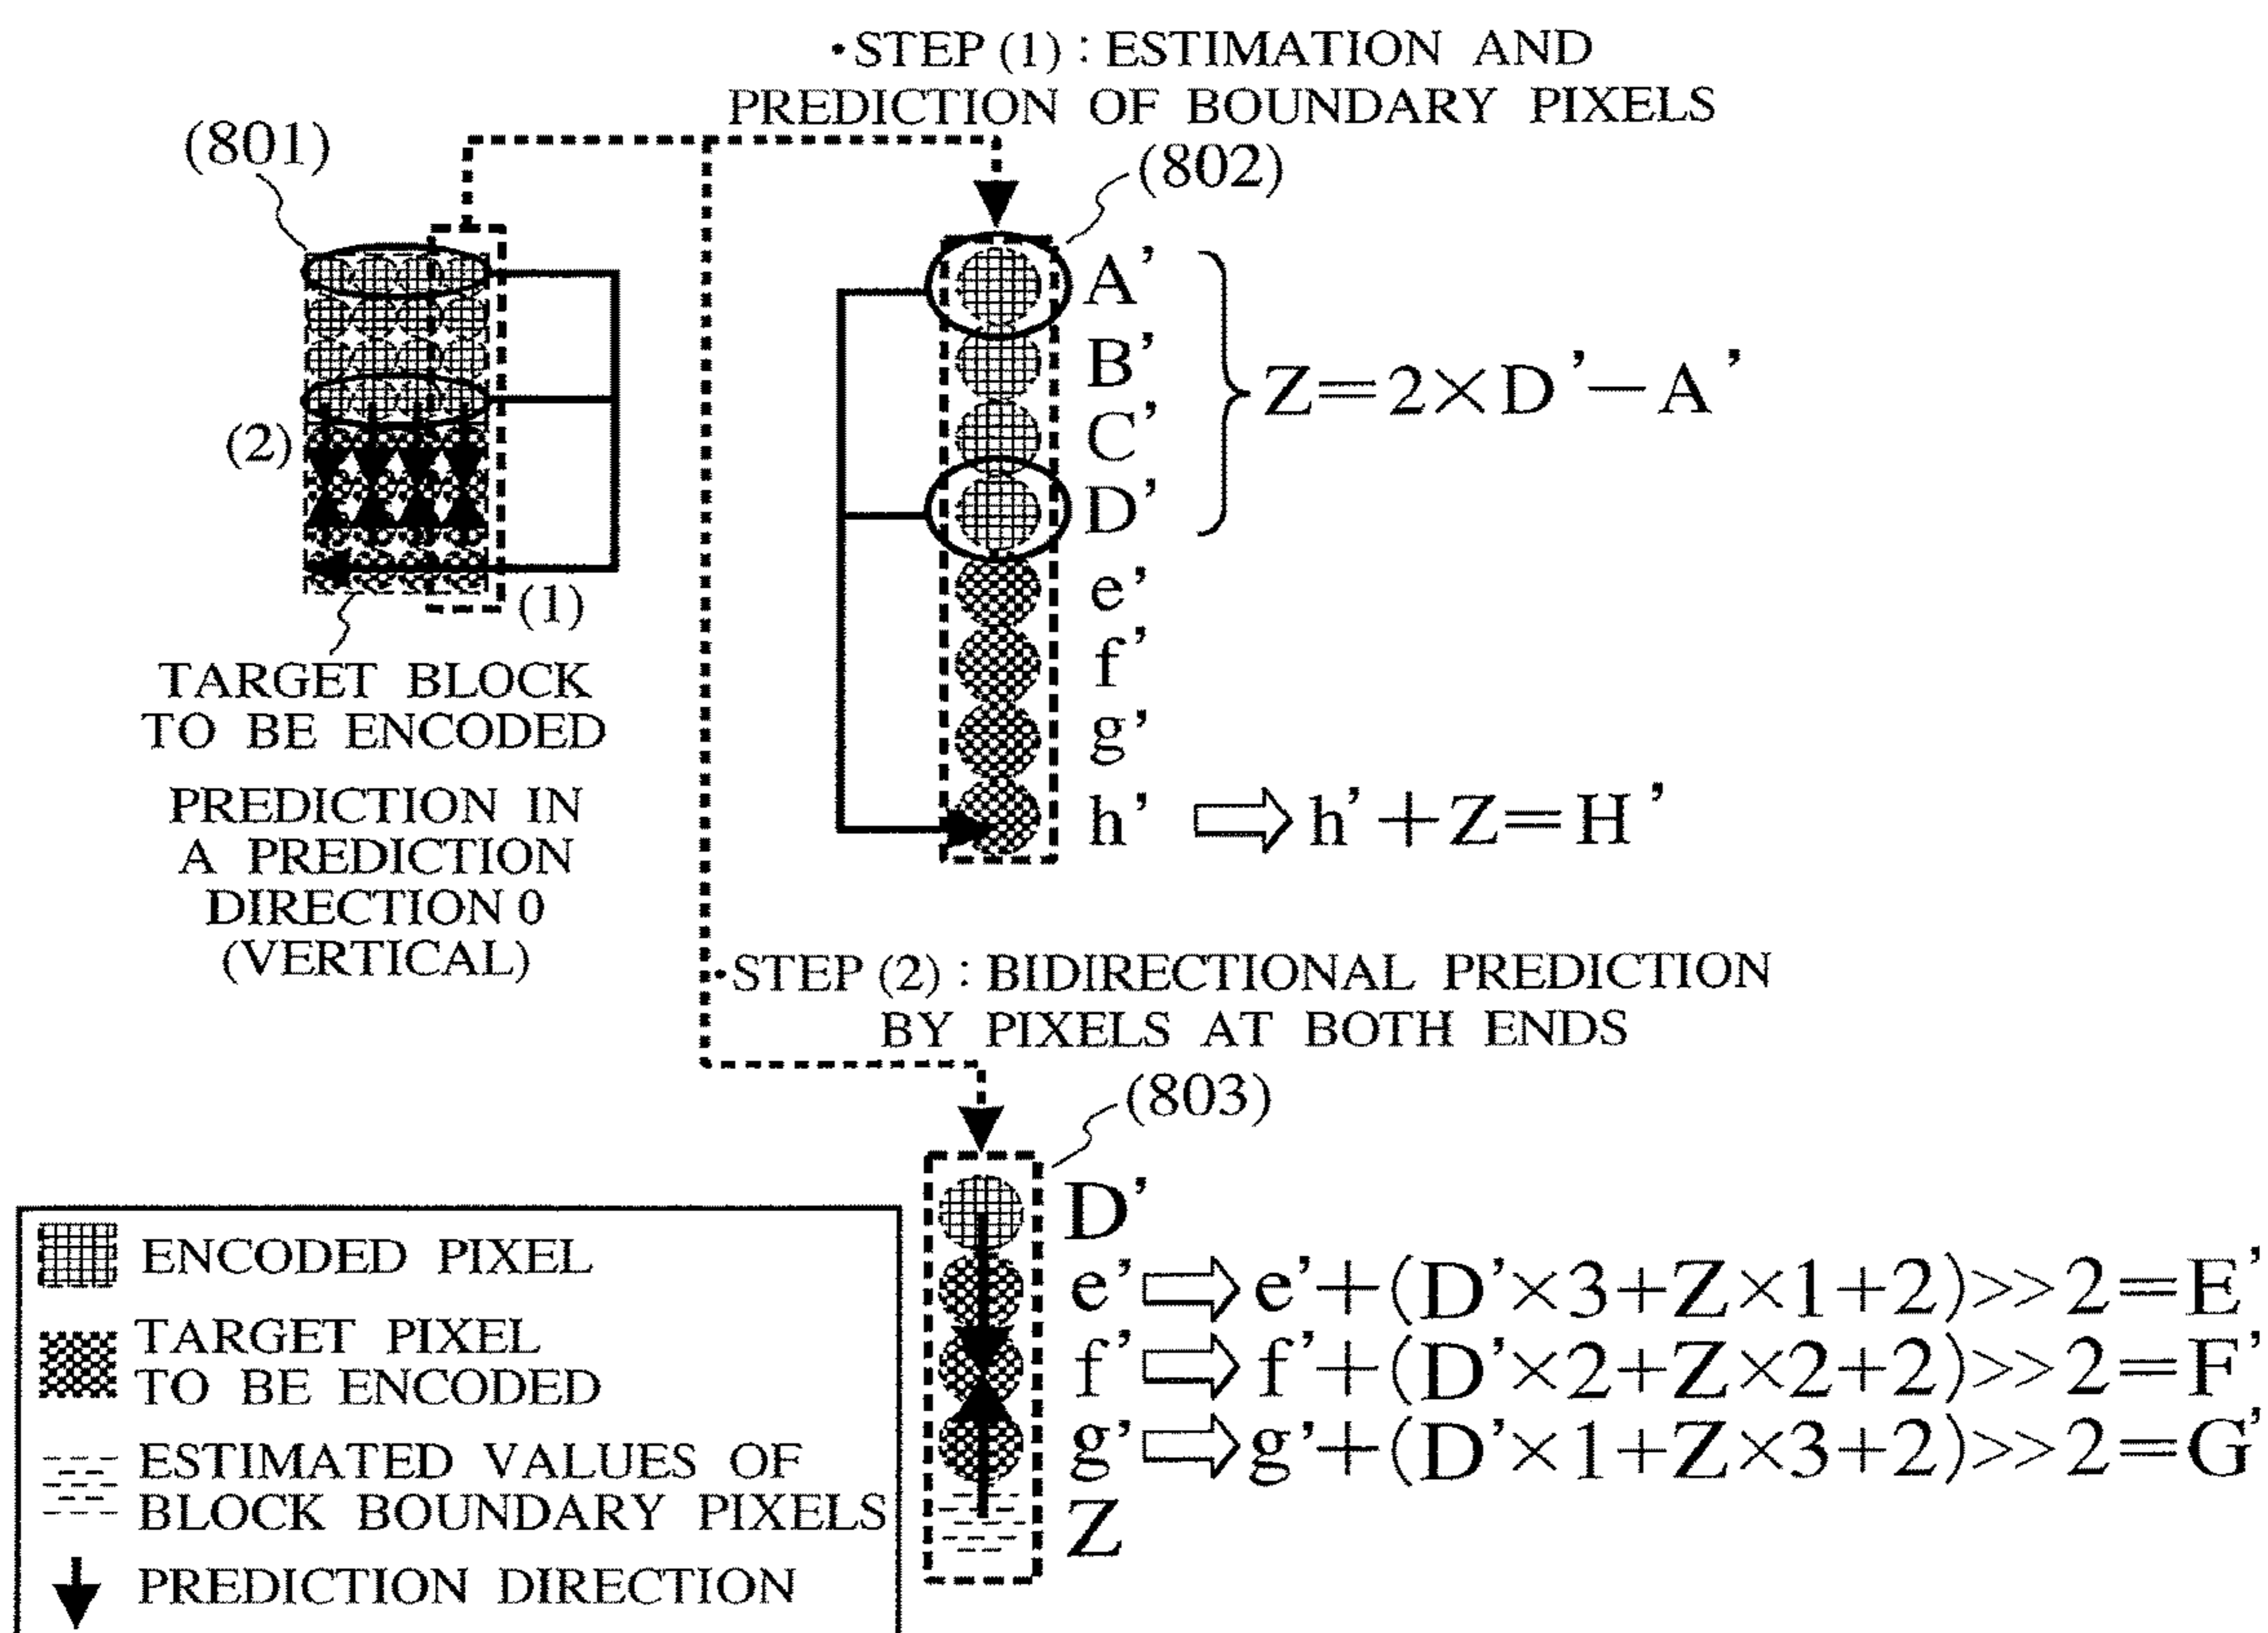 •STEP (1) : ESTIMATION AND
PREDICTION OF BOUNDARY PIXELS
(801)
(802)
A'
B'
C'
D'
Z=2×D'−A'
e'
f'
g'
h' ⇨ h'+Z=H'
(2)
(1)
TARGET BLOCK
TO BE ENCODED
PREDICTION IN
A PREDICTION
DIRECTION 0
(VERTICAL)
•STEP (2) : BIDIRECTIONAL PREDICTION
BY PIXELS AT BOTH ENDS
(803)
D'
e' ⇨ e'+(D'×3+Z×1+2)>>2=E'
f' ⇨ f'+(D'×2+Z×2+2)>>2=F'
g' ⇨ g'+(D'×1+Z×3+2)>>2=G'
Z
ENCODED PIXEL
TARGET PIXEL
TO BE ENCODED
ESTIMATED VALUES OF
BLOCK BOUNDARY PIXELS
PREDICTION DIRECTION